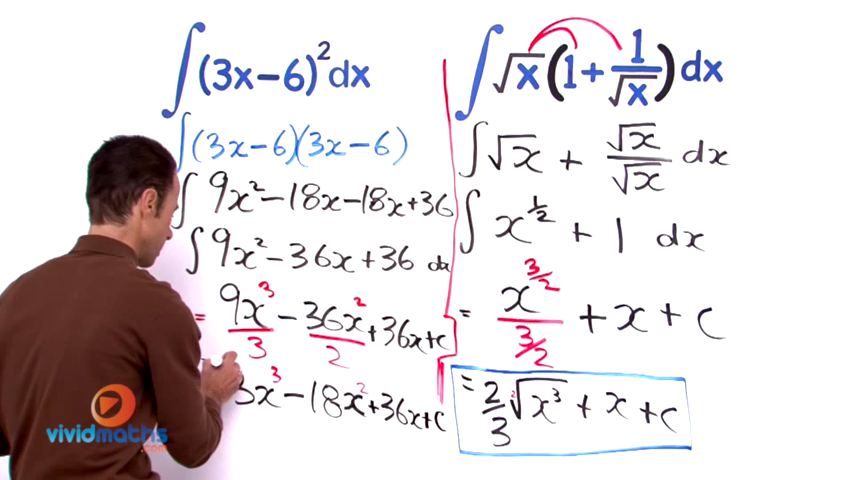 ∫(3x−6)²dx
∫(3x−6)(3x−6)
∫9x²−18x−18x+36
∫9x²−36x+36 dx
= 9x³/3 − 36x²/2 + 36x+c
3x³−18x²+36x+c
∫√x(1+1/√x)dx
∫√x + √x/√x dx
∫x^½ + 1 dx
= x^(3/2)/(3/2) + x + c
= 2/3 ²√x³ + x + c
vividmaths
.com